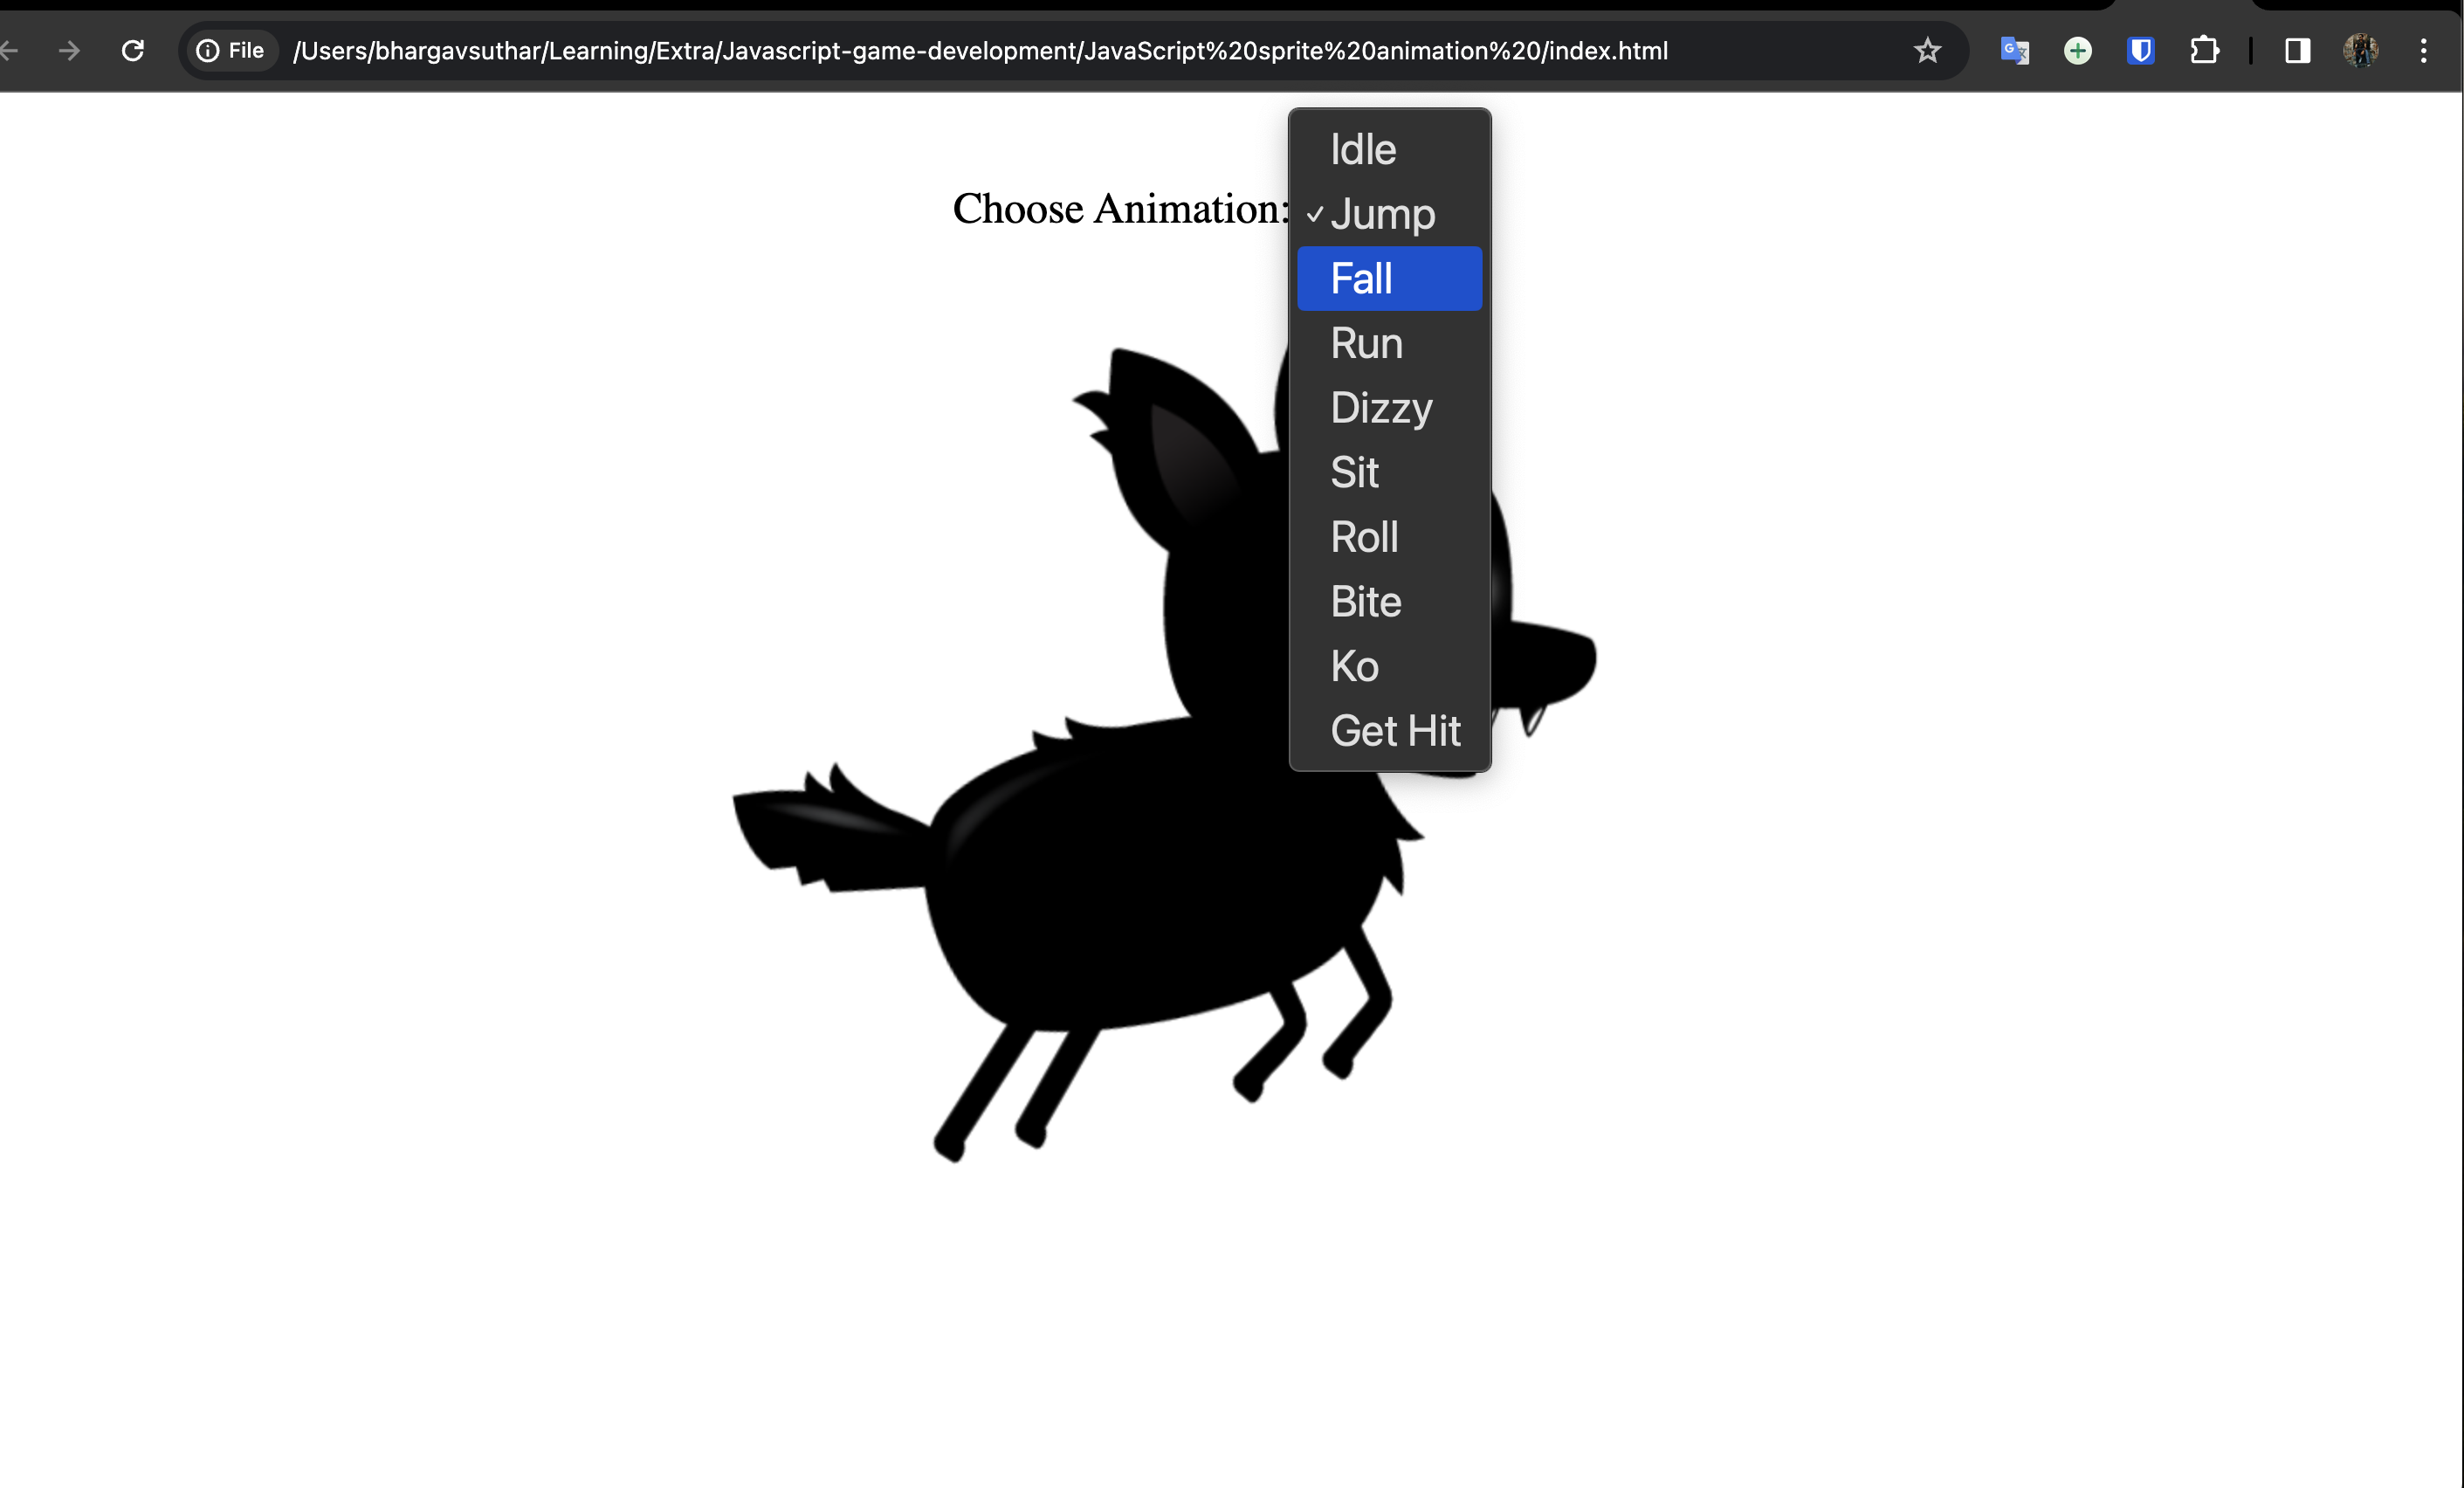 File /Users/bhargavsuthar/Learning/Extra/Javascript-game-development/JavaScript%20sprite%20animation%20/index.html
Choose Animation:
Idle
✓ Jump
Fall
Run
Dizzy
Sit
Roll
Bite
Ko
Get Hit